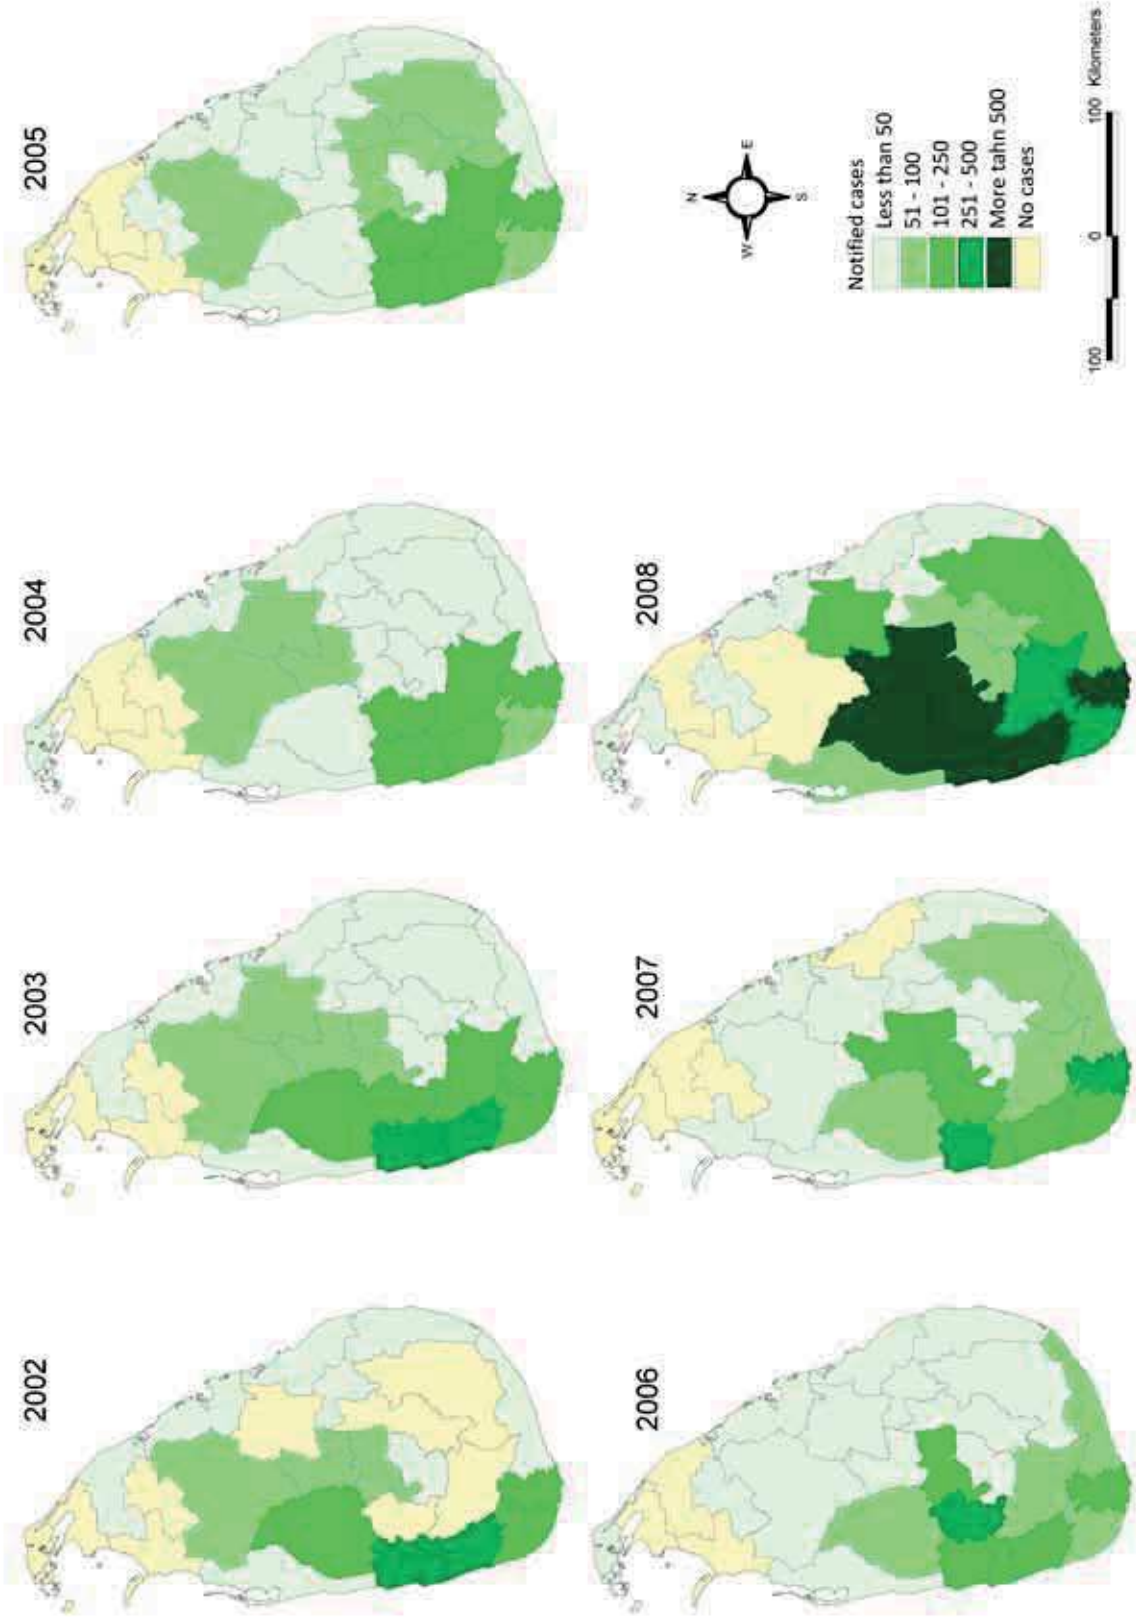 2002
2003
2004
2005
2006
2007
2008
N
W
E
S
Notified cases
Less than 50
51 - 100
101 - 250
251 - 500
More tahn 500
No cases
100 0 100 Kilometers